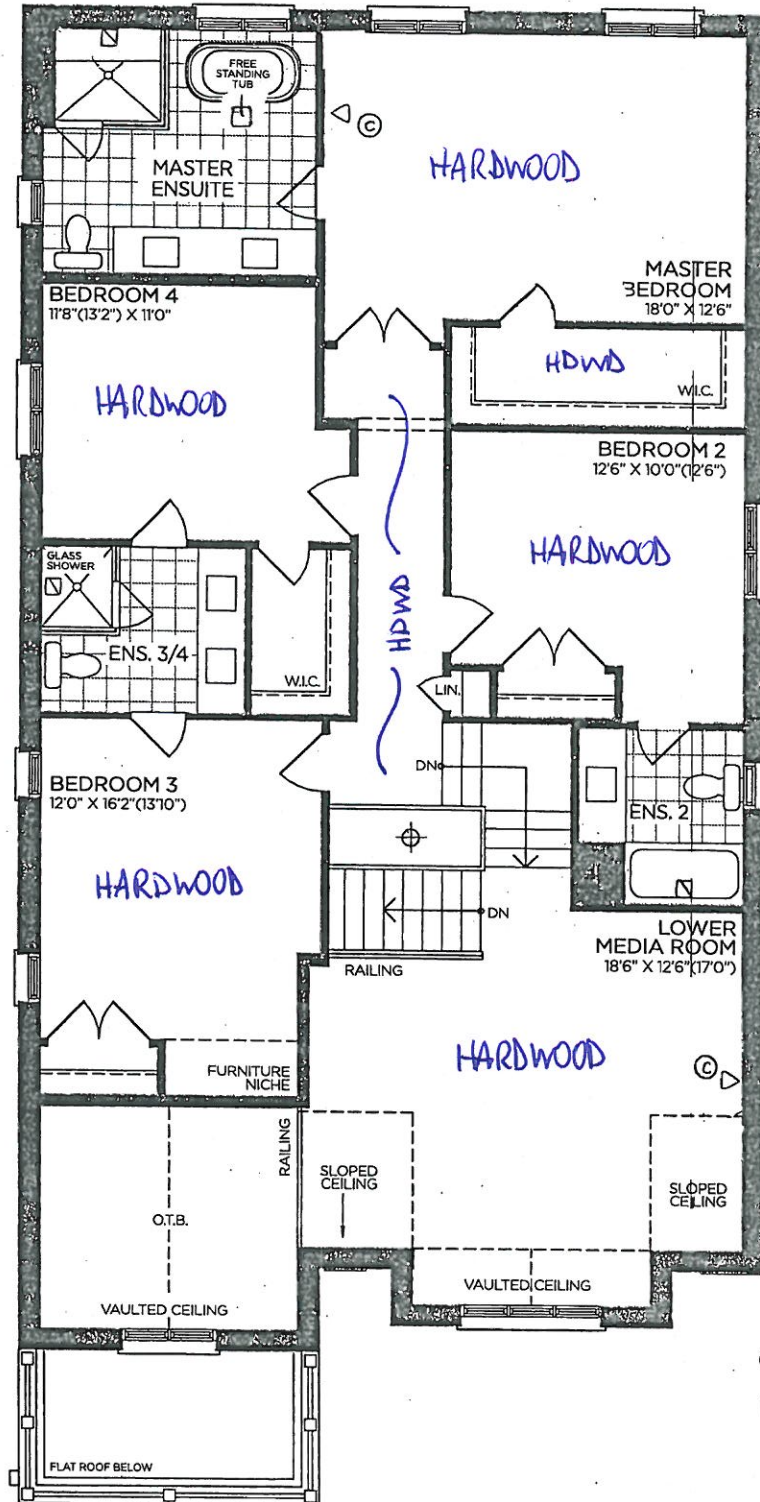 FREE
STANDING
TUB
©
HARDWOOD
MASTER
ENSUITE
MASTER
BEDROOM
18'0" X 12'6"
BEDROOM 4
11'8"(13'2") X 11'0"
HARDWOOD
HDWD
W.I.C.
BEDROOM 2
12'6" X 10'0"(12'6")
HARDWOOD
GLASS
SHOWER
ENS. 3/4
W.I.C.
HDWD
LIN.
DN
BEDROOM 3
12'0" X 16'2"(13'10")
ENS. 2
HARDWOOD
DN
RAILING
LOWER
MEDIA ROOM
18'6" X 12'6"(17'0")
HARDWOOD
©
FURNITURE
NICHE
RAILING
SLOPED
CEILING
SLOPED
CEILING
O.T.B.
VAULTED CEILING
VAULTED CEILING
FLAT ROOF BELOW